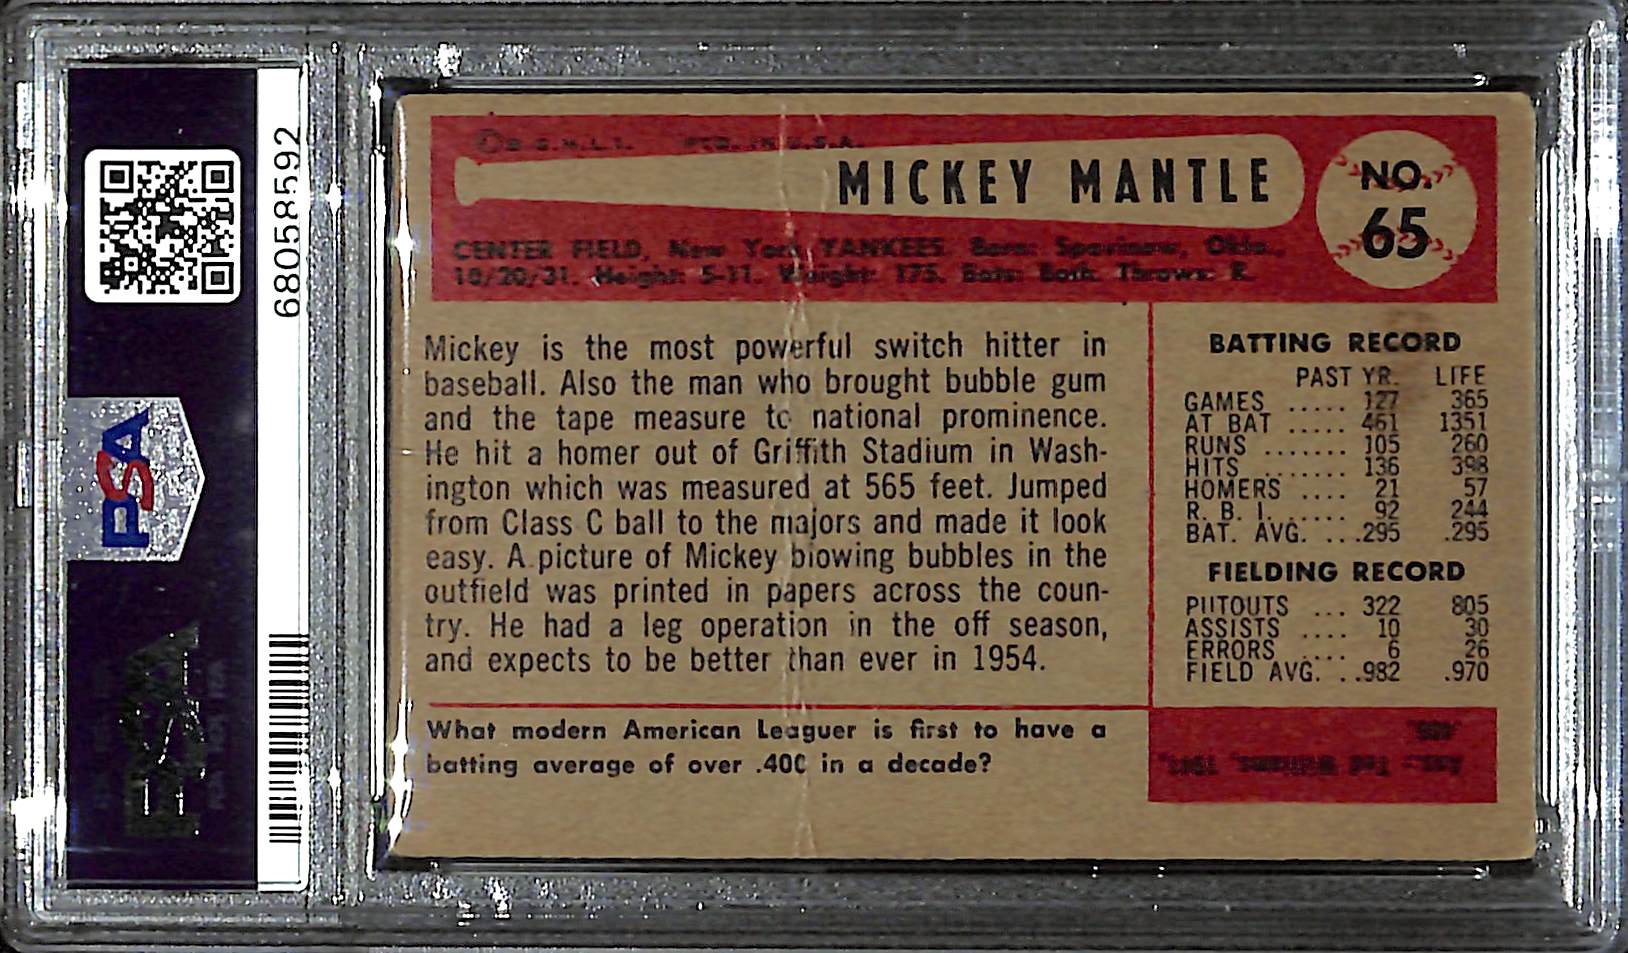 68058592
PSA
© B. G. H. L. I. PTD. IN U.S.A.
MICKEY MANTLE
NO.
65
CENTER FIELD, New York YANKEES Born: Spavinaw, Okla.,
10/20/31. Height: 5-11. Weight: 175. Bats: Both. Throws: R.
Mickey is the most powerful switch hitter in
baseball. Also the man who brought bubble gum
and the tape measure to national prominence.
He hit a homer out of Griffith Stadium in Wash-
ington which was measured at 565 feet. Jumped
from Class C ball to the majors and made it look
easy. A picture of Mickey blowing bubbles in the
outfield was printed in papers across the coun-
try. He had a leg operation in the off season,
and expects to be better than ever in 1954.
What modern American Leaguer is first to have a
batting average of over .400 in a decade?
BATTING RECORD
PAST YR. LIFE
GAMES ..... 127 365
AT BAT ..... 461 1351
RUNS ....... 105 260
HITS ....... 136 398
HOMERS .... 21 57
R. B. I. ..... 92 244
BAT. AVG. ...295 .295
FIELDING RECORD
PUTOUTS ... 322 805
ASSISTS .... 10 30
ERRORS .... 6 26
FIELD AVG. ..982 .970
Ans: Ted Williams, 1941,
.406.